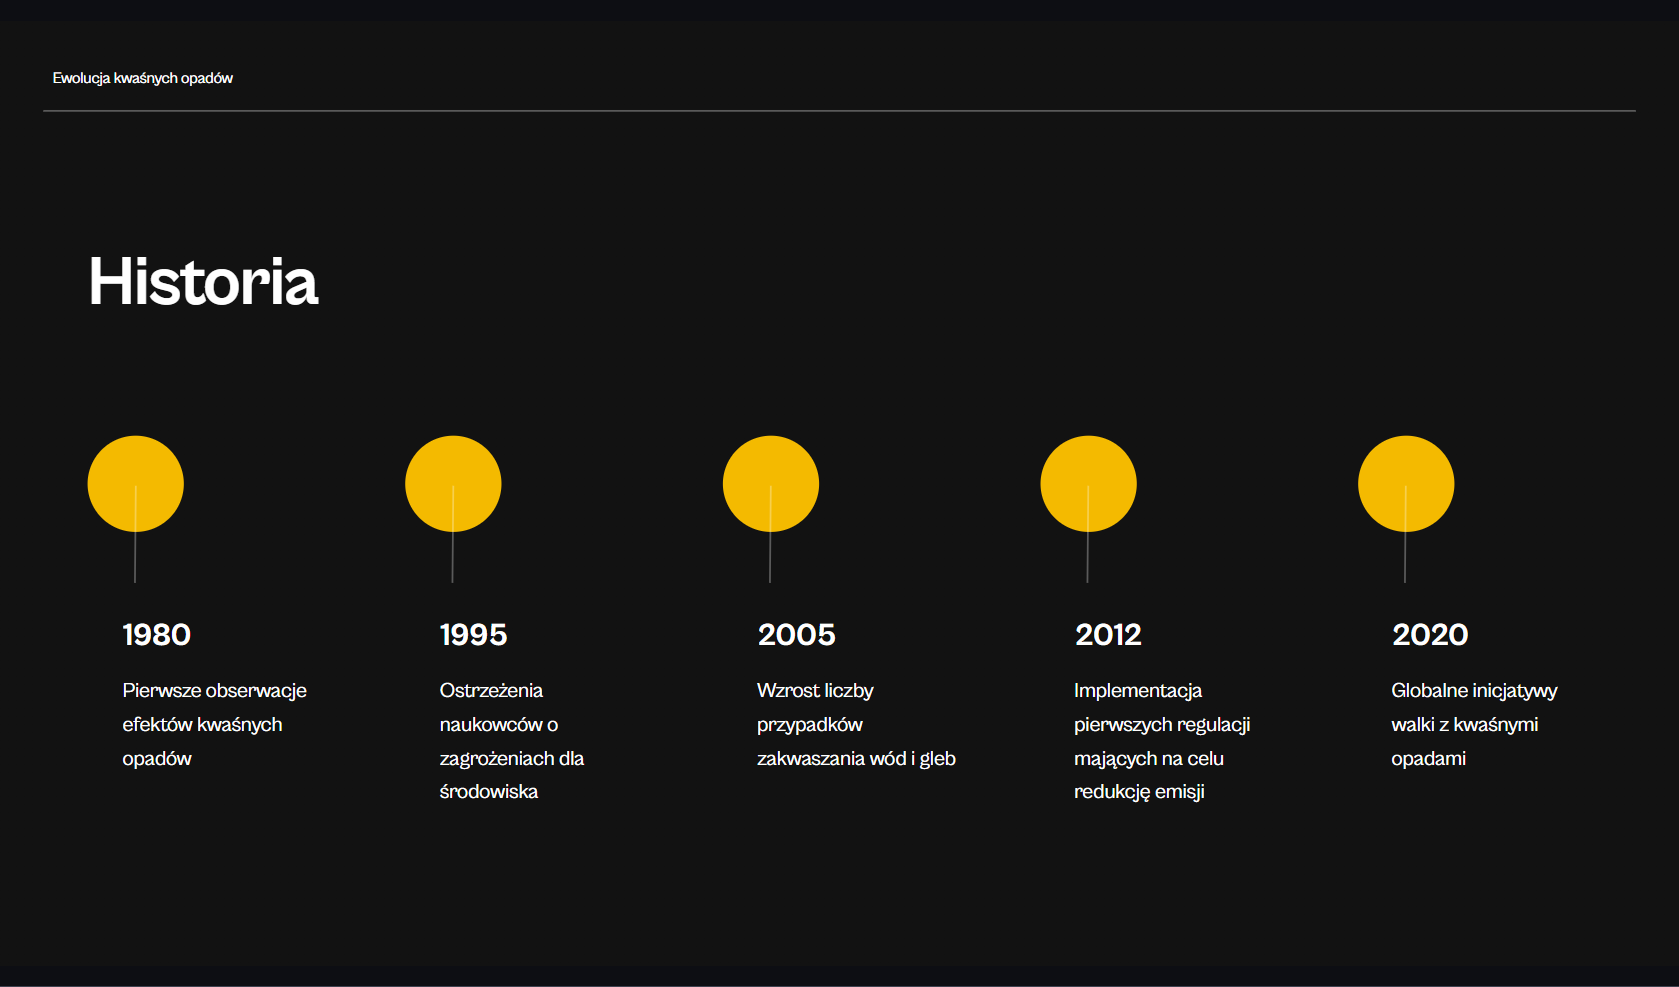 Ewolucja kwaśnych opadów
Historia
1980
Pierwsze obserwacje
efektów kwaśnych
opadów
1995
Ostrzeżenia
naukowców o
zagrożeniach dla
środowiska
2005
Wzrost liczby
przypadków
zakwaszania wód i gleb
2012
Implementacja
pierwszych regulacji
mających na celu
redukcję emisji
2020
Globalne inicjatywy
walki z kwaśnymi
opadami